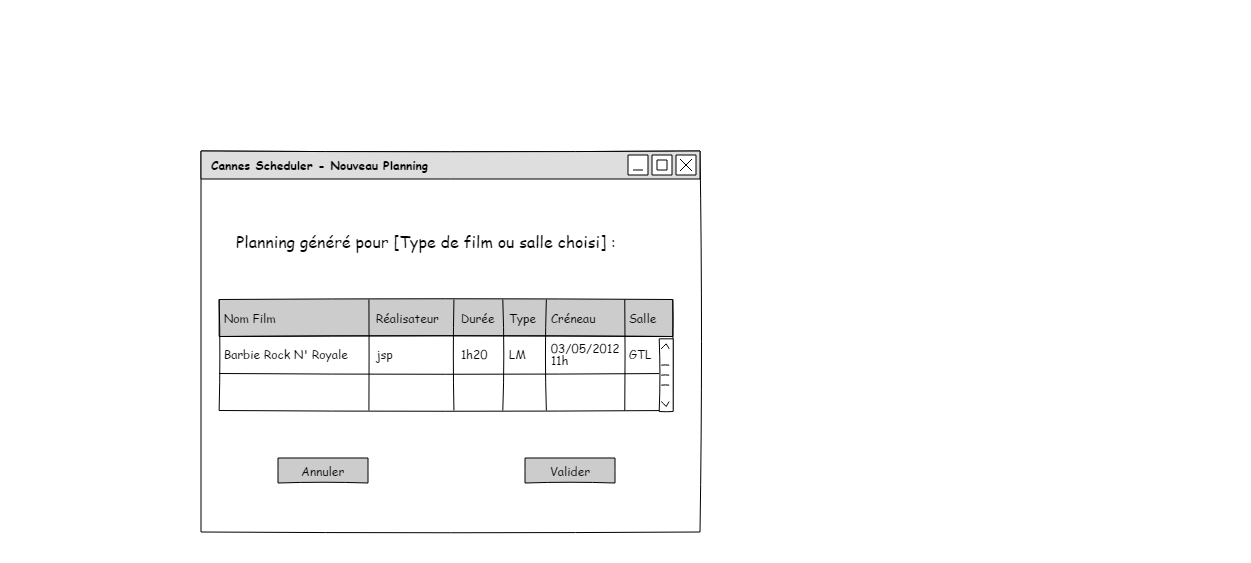 Cannes Scheduler - Nouveau Planning
Planning généré pour [Type de film ou salle choisi] :
Nom Film Réalisateur Durée Type Créneau Salle
Barbie Rock N' Royale jsp 1h20 LM 03/05/2012 GTL
11h
Annuler Valider